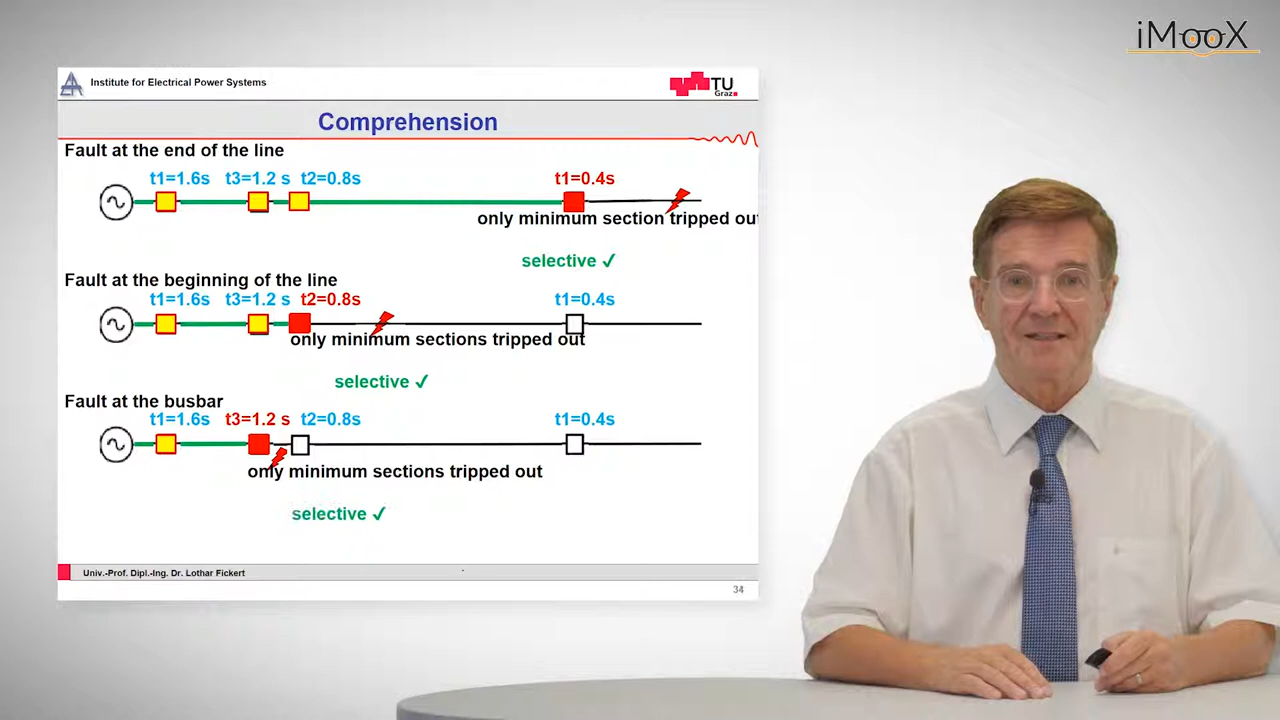 iMooX
Institute for Electrical Power Systems
TU
Graz
Comprehension
Fault at the end of the line
t1=1.6s t3=1.2 s t2=0.8s t1=0.4s
only minimum section tripped out
selective ✓
Fault at the beginning of the line
t1=1.6s t3=1.2 s t2=0.8s t1=0.4s
only minimum sections tripped out
selective ✓
Fault at the busbar
t1=1.6s t3=1.2 s t2=0.8s t1=0.4s
only minimum sections tripped out
selective ✓
Univ.-Prof. Dipl.-Ing. Dr. Lothar Fickert
34